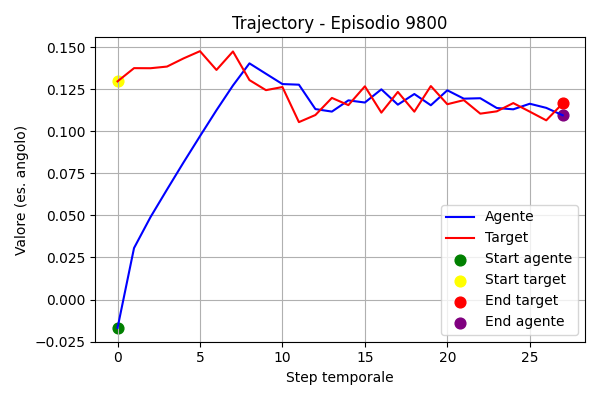 Trajectory - Episodio 9800
Valore (es. angolo)
0.150
0.125
0.100
0.075
0.050
0.025
0.000
−0.025
0
5
10
15
20
25
Step temporale
Agente
Target
Start agente
Start target
End target
End agente